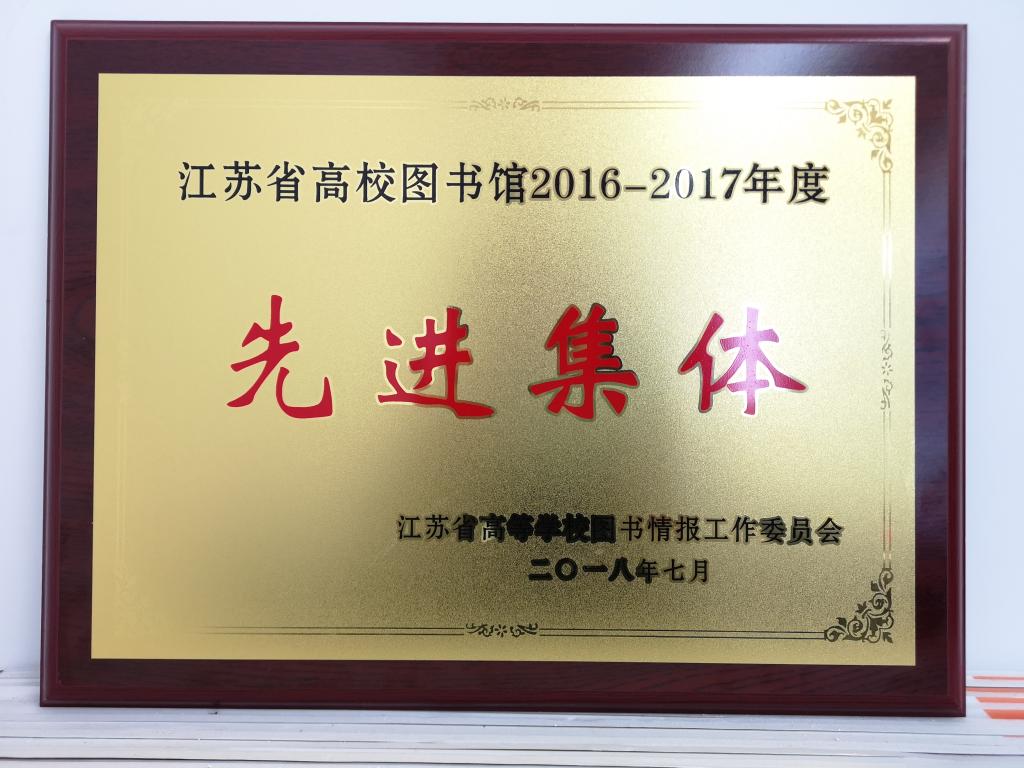 江苏省高校图书馆2016-2017年度
先进集体
江苏省高等学校图书情报工作委员会
二〇一八年七月